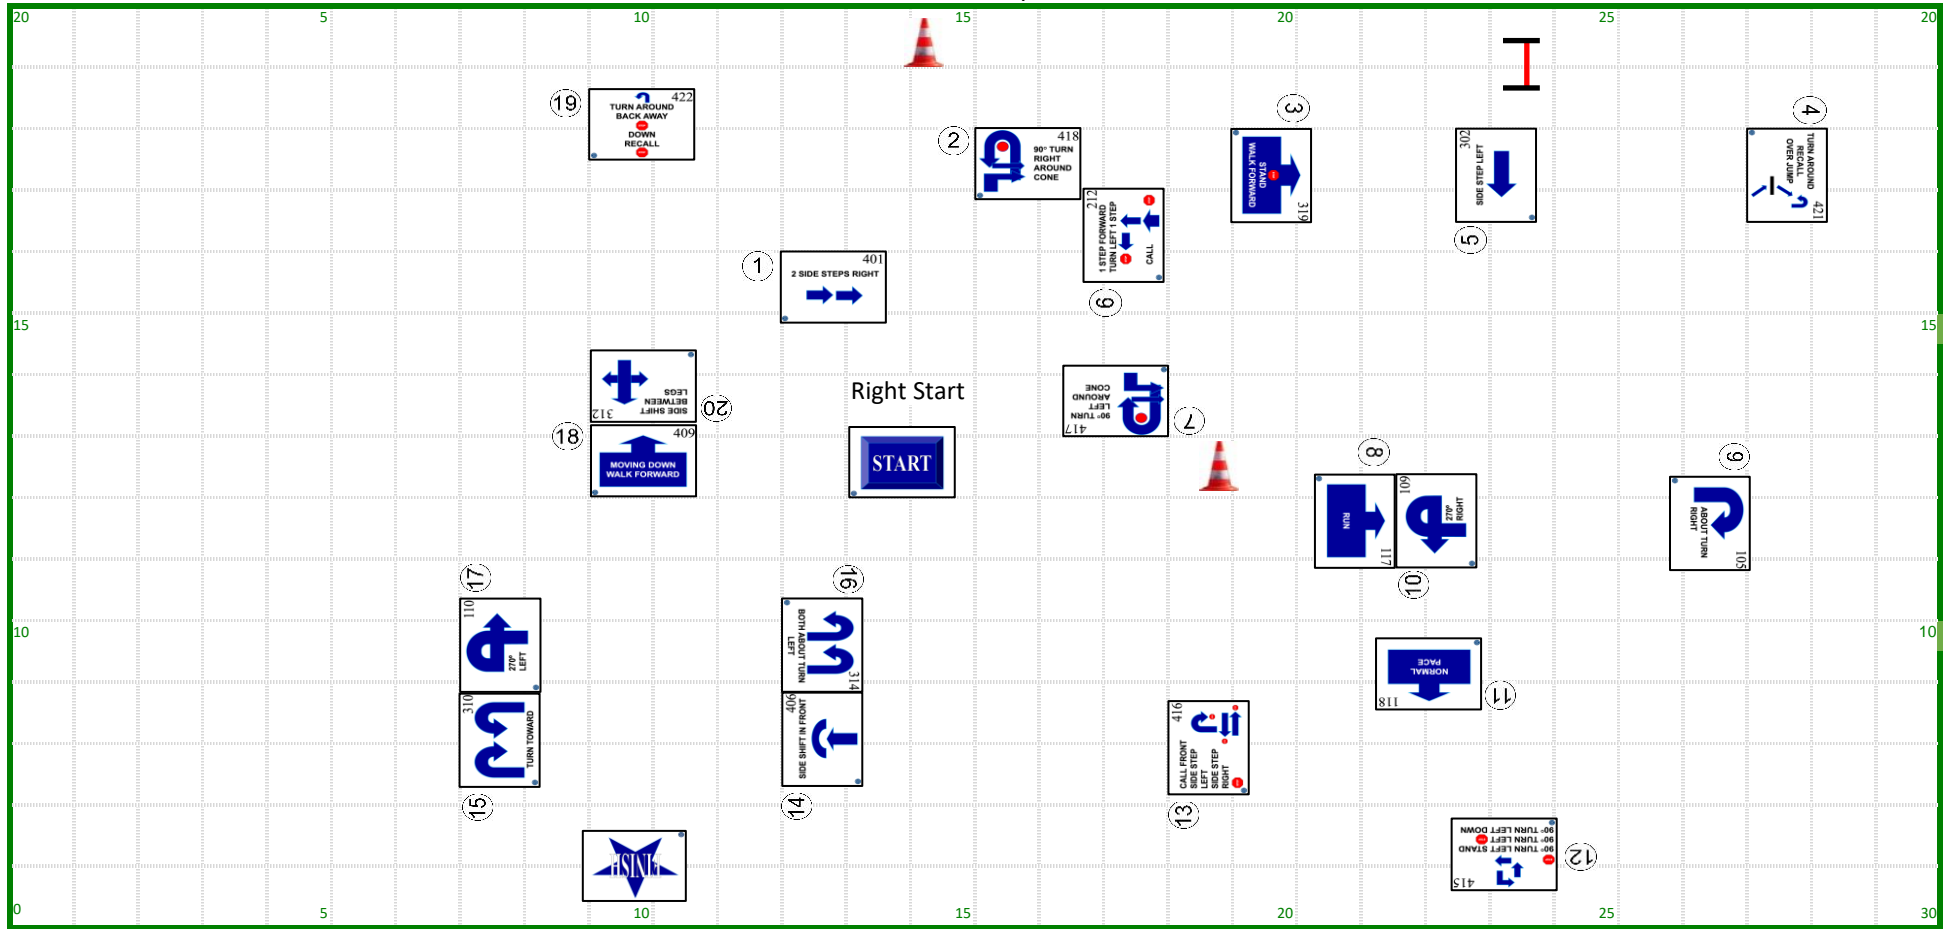 20
5
10
15
20
25
20
19
422
TURN AROUND
BACK AWAY
DOWN
RECALL
2
418
90° TURN
RIGHT
AROUND
CONE
3
STAND
WALK FORWARD
319
302
SIDE STEP LEFT
5
4
TURN AROUND
RECALL
OVER JUMP
421
212
1 STEP FORWARD
TURN LEFT 1 STEP
CALL
6
1
401
2 SIDE STEPS RIGHT
15
15
312
SIDE SHIFT
BETWEEN
LEGS
20
18
409
MOVING DOWN
WALK FORWARD
Right Start
START
417
90° TURN
LEFT
AROUND
CONE
7
8
RUN
117
109
270°
RIGHT
10
9
ABOUT TURN
RIGHT
105
17
110
270°
LEFT
16
BOTH ABOUT TURN
LEFT
314
10
10
118
NORMAL
PACE
11
310
TURN TOWARD
15
406
SIDE SHIFT IN FRONT
14
416
CALL FRONT
SIDE STEP
LEFT
SIDE STEP
RIGHT
13
FINISH
415
90° TURN LEFT STAND
90° TURN LEFT
90° TURN LEFT DOWN
12
0
5
10
15
20
25
30